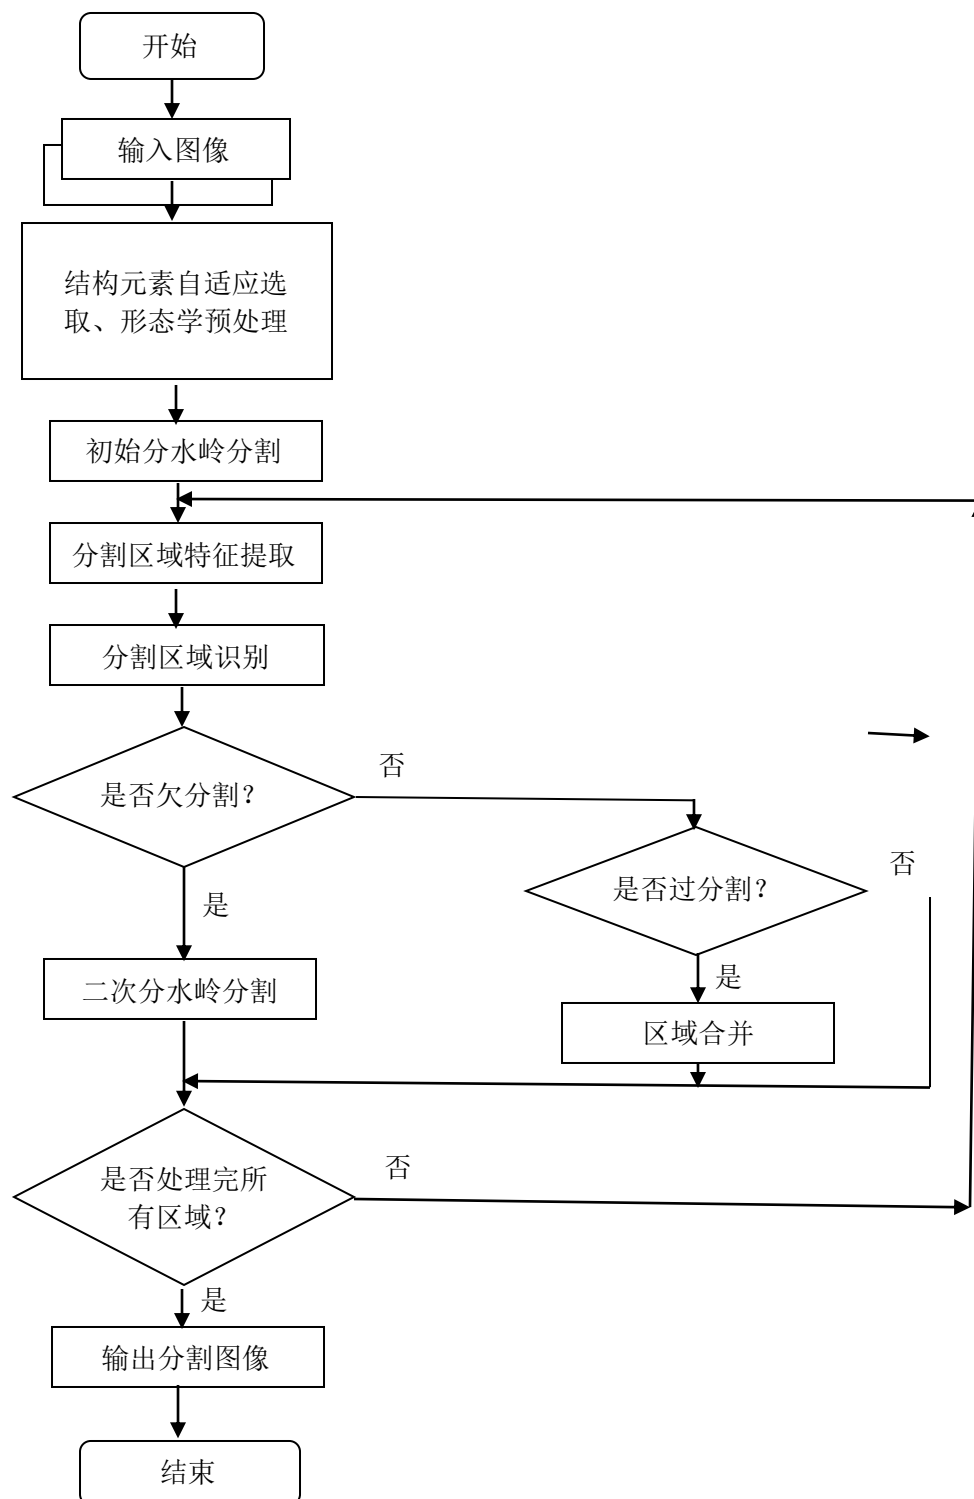 开始
输入图像
结构元素自适应选
取、形态学预处理
初始分水岭分割
分割区域特征提取
分割区域识别
是否欠分割？
否
是否过分割？
否
是
二次分水岭分割
是
区域合并
是否处理完所
有区域？
否
是
输出分割图像
结束